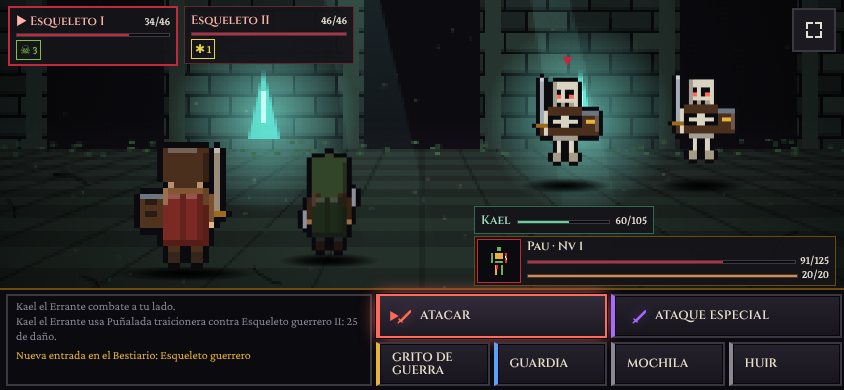 Esqueleto I 34/46
3
Esqueleto II 46/46
1
Kael 60/105
Pau · Nv 1
91/125
20/20
Kael el Errante combate a tu lado.
Kael el Errante usa Puñalada traicionera contra Esqueleto guerrero II: 25
de daño.
Nueva entrada en el Bestiario: Esqueleto guerrero
ATACAR
ATAQUE ESPECIAL
GRITO DE
GUERRA
GUARDIA
MOCHILA
HUIR